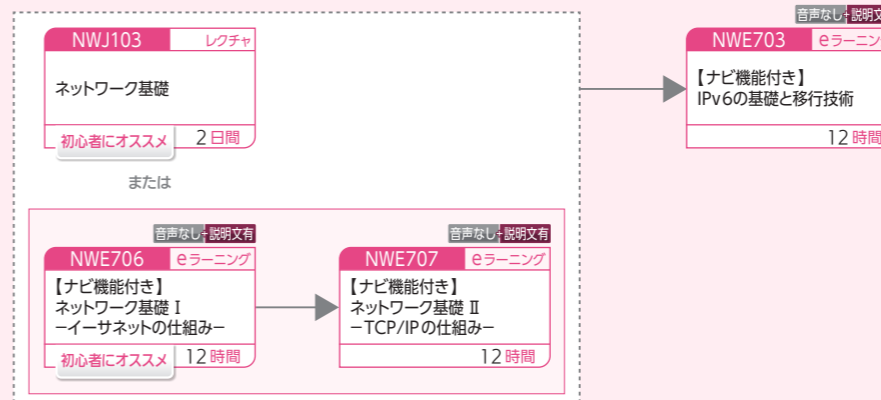 NWJ103 レクチャ
ネットワーク基礎
初心者にオススメ 2日間
または
音声なし+説明文有
NWE706 eラーニング
【ナビ機能付き】
ネットワーク基礎 Ⅰ
−イーサネットの仕組み−
初心者にオススメ 12時間
音声なし+説明文有
NWE707 eラーニング
【ナビ機能付き】
ネットワーク基礎 Ⅱ
−TCP/IPの仕組み−
12時間
音声なし+説明文
NWE703 eラーニン
【ナビ機能付き】
IPv6の基礎と移行技術
12時間